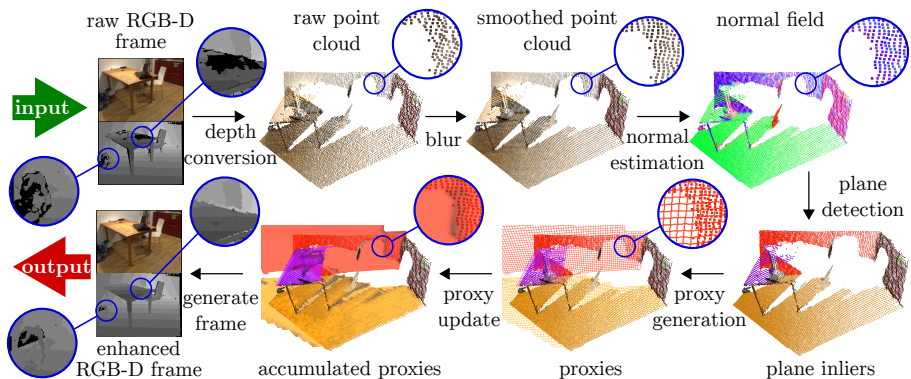 raw RGB-D
frame
raw point
cloud
smoothed point
cloud
normal field
input
depth
conversion
blur
normal
estimation
plane
detection
output
generate
frame
proxy
update
proxy
generation
enhanced
RGB-D frame
accumulated proxies
proxies
plane inliers